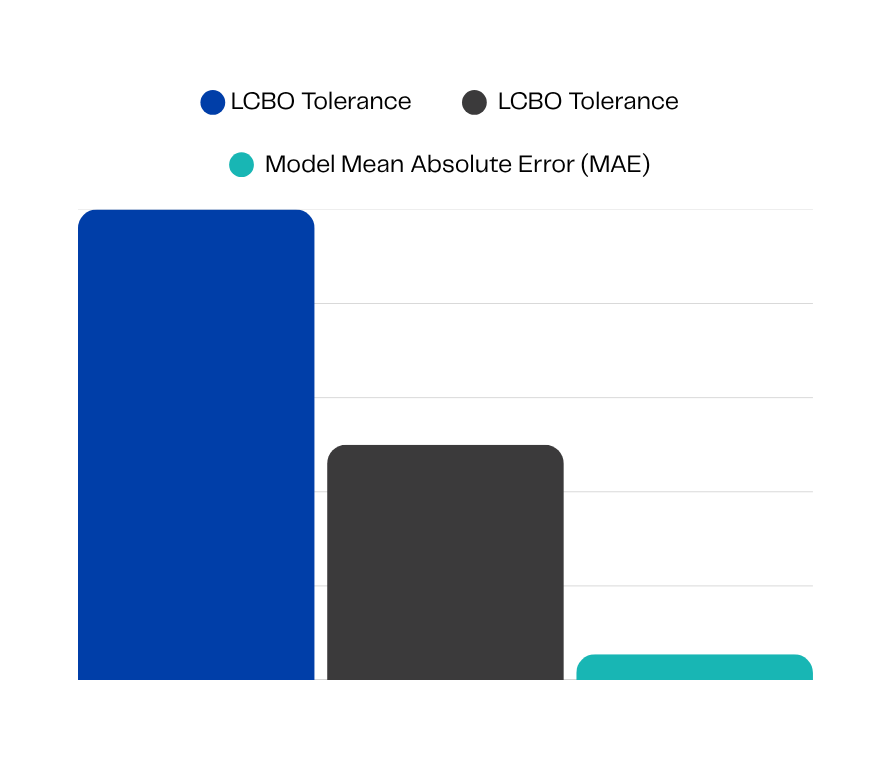 LCBO Tolerance LCBO Tolerance
Model Mean Absolute Error (MAE)